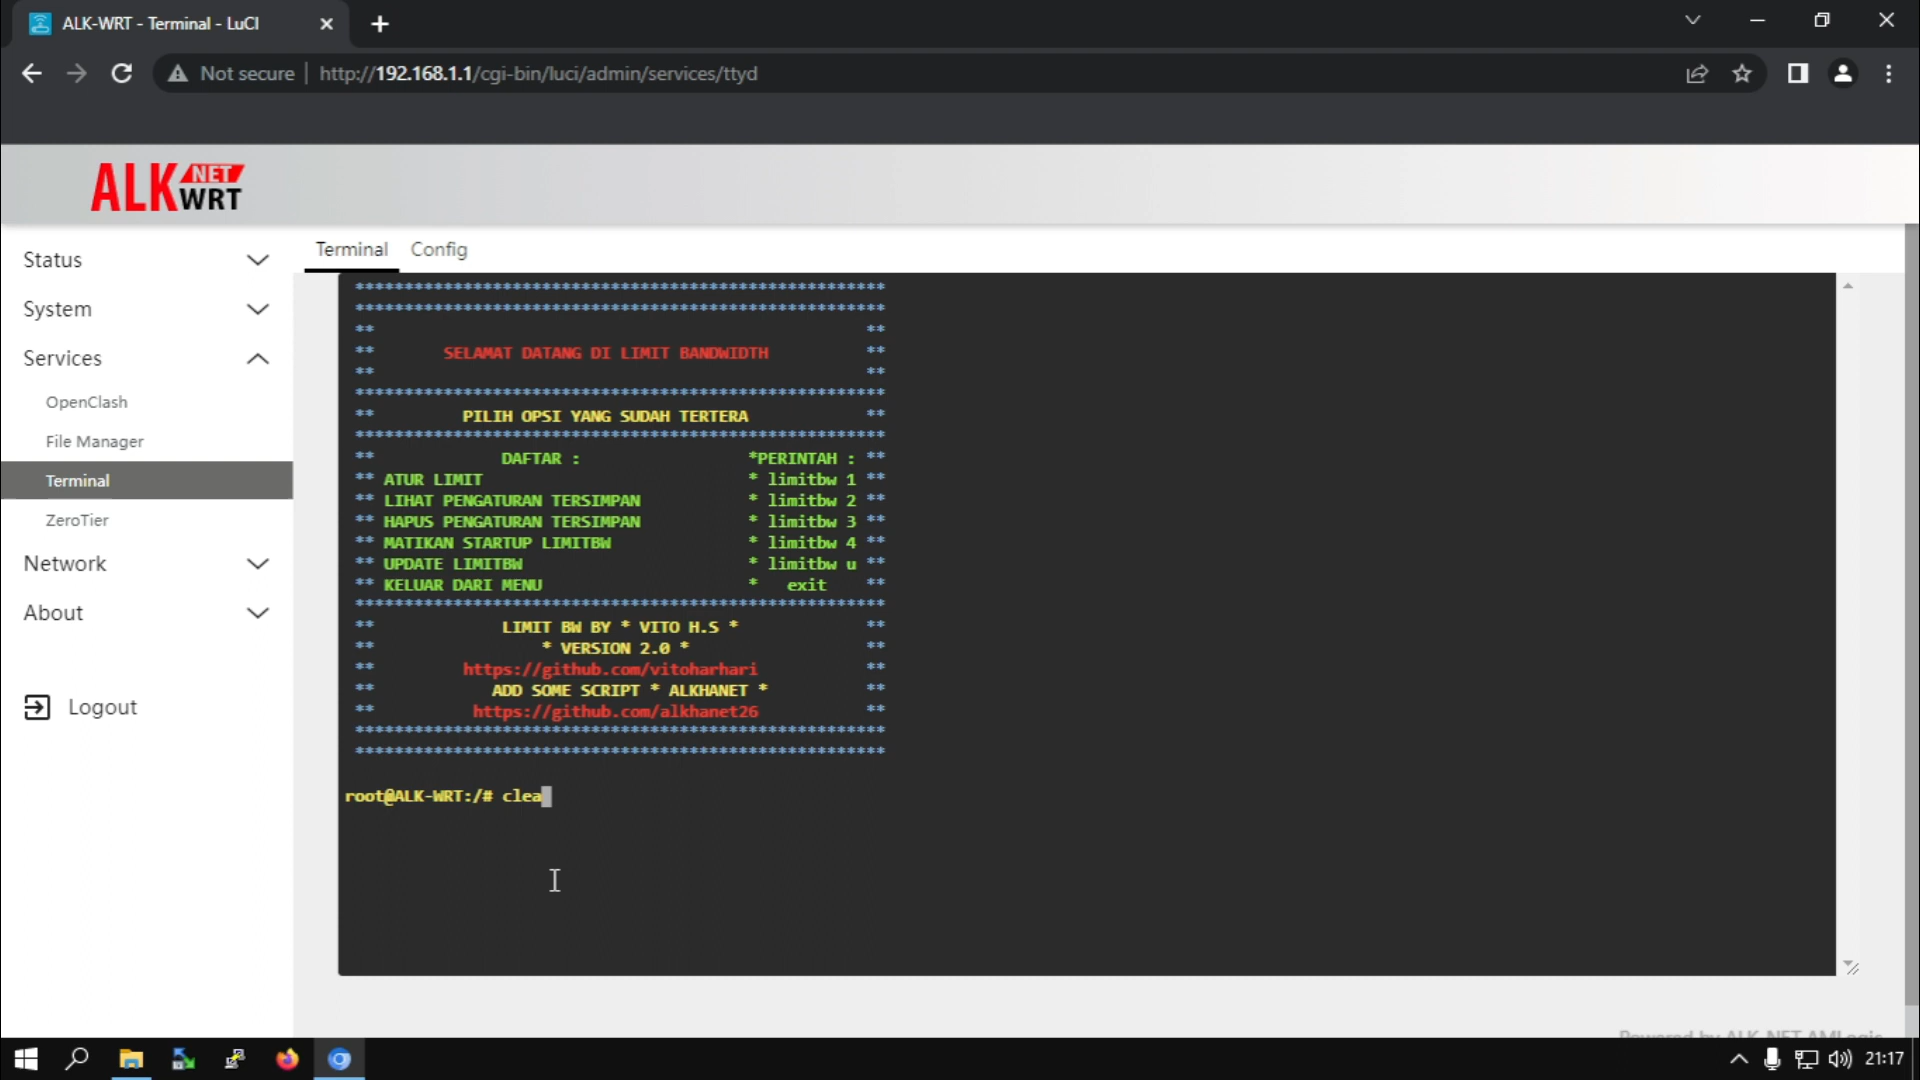 ALK-WRT - Terminal - LuCI
Not secure
http://192.168.1.1/cgi-bin/luci/admin/services/ttyd
ALK NET WRT
Status
System
Services
OpenClash
File Manager
Terminal
ZeroTier
Network
About
Logout
Terminal
Config
******************************************************
******************************************************
** **
** SELAMAT DATANG DI LIMIT BANDWIDTH **
** **
******************************************************
** PILIH OPSI YANG SUDAH TERTERA **
******************************************************
** DAFTAR : *PERINTAH : **
** ATUR LIMIT * limitbw 1 **
** LIHAT PENGATURAN TERSIMPAN * limitbw 2 **
** HAPUS PENGATURAN TERSIMPAN * limitbw 3 **
** MATIKAN STARTUP LIMITBW * limitbw 4 **
** UPDATE LIMITBW * limitbw u **
** KELUAR DARI MENU * exit **
******************************************************
** LIMIT BW BY * VITO H.S * **
** * VERSION 2.0 * **
** https://github.com/vitoharhari **
** ADD SOME SCRIPT * ALKHANET * **
** https://github.com/alkhanet26 **
******************************************************
******************************************************
root@ALK-WRT:/# clea
Powered by ALK-NET AMLogic
21:17